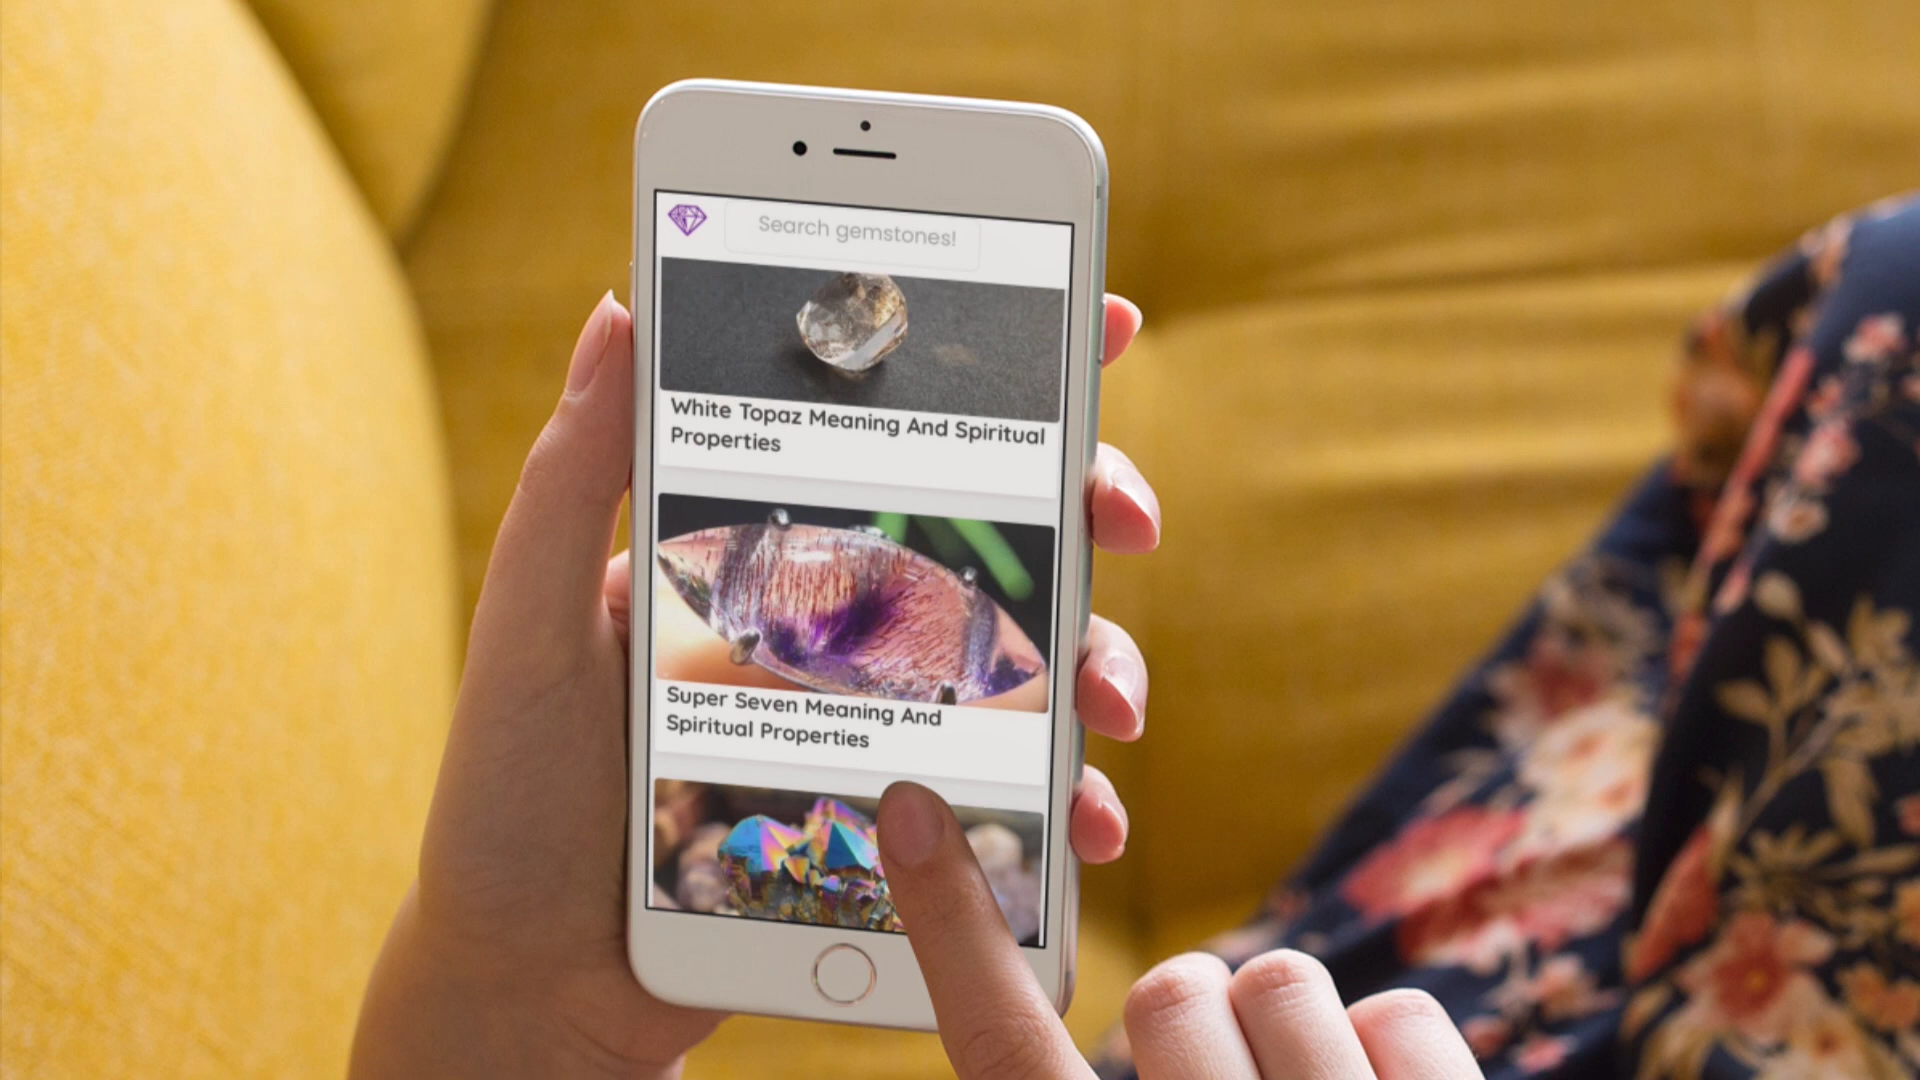 Search gemstones!
White Topaz Meaning And Spiritual
Properties
Super Seven Meaning And
Spiritual Properties